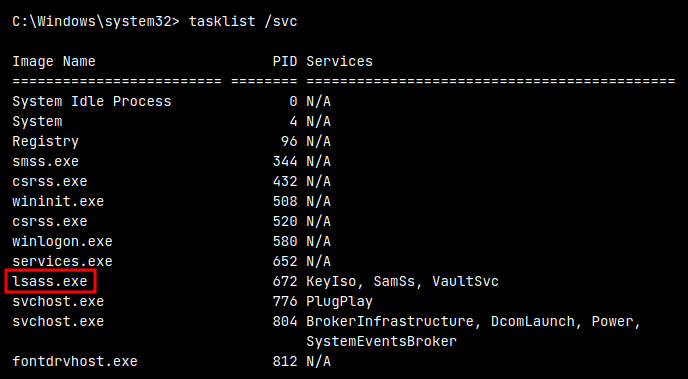 C:\Windows\system32> tasklist /svc
Image Name                     PID Services
========================= ======== ============================================
System Idle Process              0 N/A
System                           4 N/A
Registry                        96 N/A
smss.exe                       344 N/A
csrss.exe                      432 N/A
wininit.exe                    508 N/A
csrss.exe                      520 N/A
winlogon.exe                   580 N/A
services.exe                   652 N/A
lsass.exe                      672 KeyIso, SamSs, VaultSvc
svchost.exe                    776 PlugPlay
svchost.exe                    804 BrokerInfrastructure, DcomLaunch, Power,
                                   SystemEventsBroker
fontdrvhost.exe                812 N/A